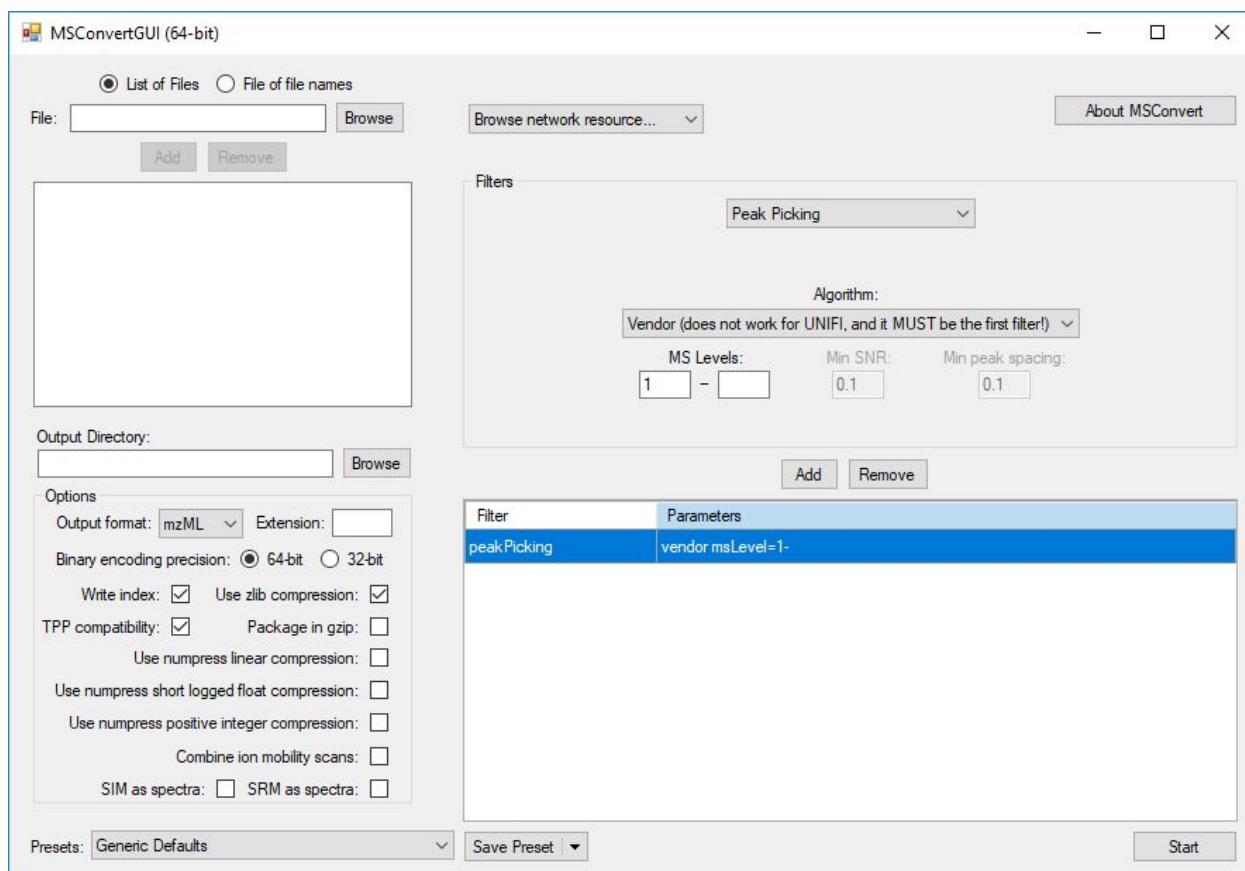 MSConvertGUI (64-bit)
List of Files File of file names
File: Browse
Add Remove
Browse network resource...
About MSConvert
Filters
Peak Picking
Algorithm:
Vendor (does not work for UNIFI, and it MUST be the first filter!)
MS Levels: Min SNR: Min peak spacing:
1 - 0.1 0.1
Add Remove
Filter Parameters
peakPicking vendor msLevel=1-
Output Directory:
Browse
Options
Output format: mzML Extension:
Binary encoding precision: 64-bit 32-bit
Write index: Use zlib compression:
TPP compatibility: Package in gzip:
Use numpress linear compression:
Use numpress short logged float compression:
Use numpress positive integer compression:
Combine ion mobility scans:
SIM as spectra: SRM as spectra:
Presets: Generic Defaults Save Preset Start